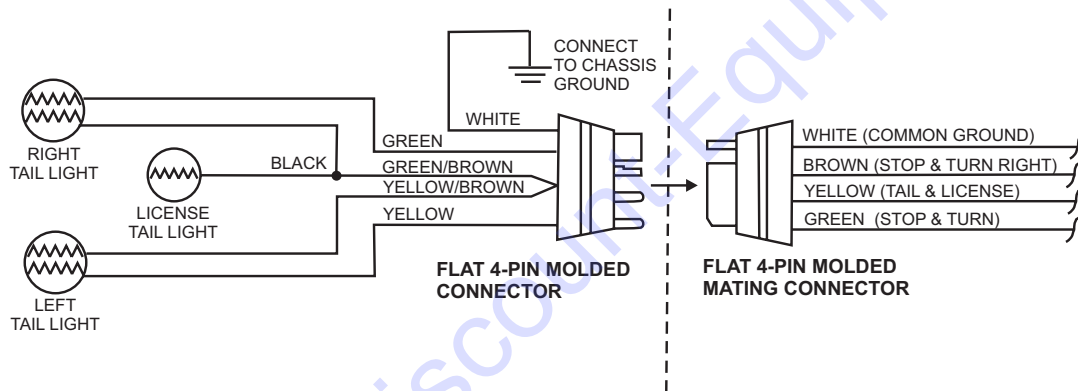 CONNECT
TO CHASSIS
GROUND
WHITE
GREEN
BLACK
GREEN/BROWN
YELLOW/BROWN
YELLOW
RIGHT
TAIL LIGHT
LICENSE
TAIL LIGHT
LEFT
TAIL LIGHT
FLAT 4-PIN MOLDED
CONNECTOR
WHITE (COMMON GROUND)
BROWN (STOP & TURN RIGHT)
YELLOW (TAIL & LICENSE)
GREEN (STOP & TURN)
FLAT 4-PIN MOLDED
MATING CONNECTOR
iscount-Equip